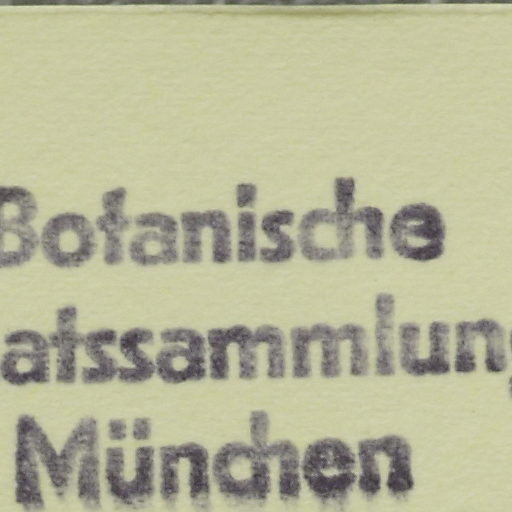 Botanische
atssammlung
München